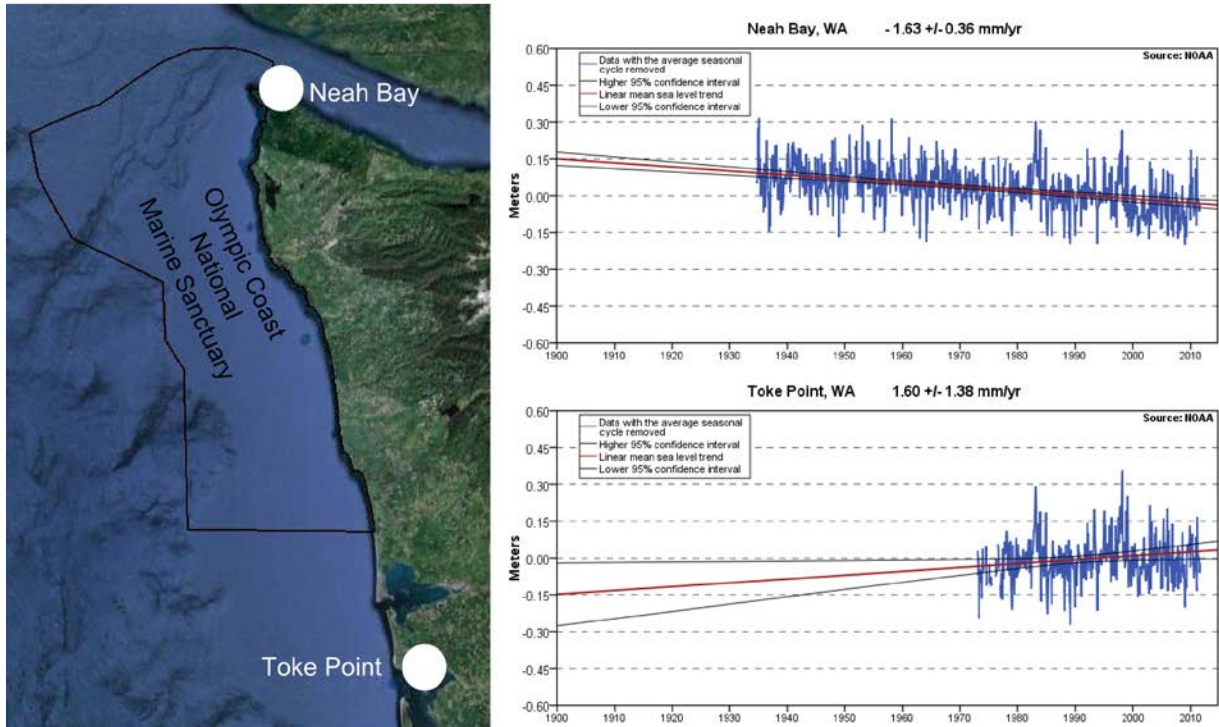 Neah Bay
Olympic Coast
National
Marine Sanctuary
Toke Point
Neah Bay, WA - 1.63 +/- 0.36 mm/yr
Source: NOAA
Data with the average seasonal
cycle removed
Higher 95% confidence interval
Linear mean sea level trend
Lower 95% confidence interval
Meters
0.60
0.45
0.30
0.15
0.00
-0.15
-0.30
-0.45
-0.60
1900 1910 1920 1930 1940 1950 1960 1970 1980 1990 2000 2010
Toke Point, WA 1.60 +/- 1.38 mm/yr
Source: NOAA
Data with the average seasonal
cycle removed
Higher 95% confidence interval
Linear mean sea level trend
Lower 95% confidence interval
Meters
0.60
0.45
0.30
0.15
0.00
-0.15
-0.30
-0.45
-0.60
1900 1910 1920 1930 1940 1950 1960 1970 1980 1990 2000 2010